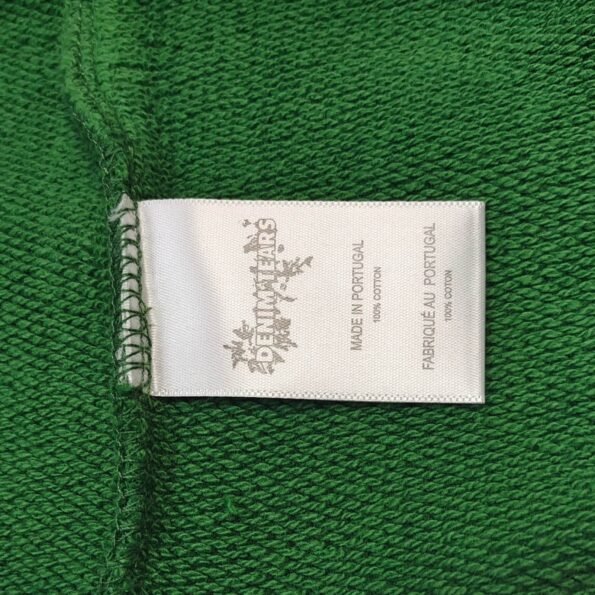 DENIM TEARS
MADE IN PORTUGAL
100% COTTON
FABRIQUÉ AU PORTUGAL
100% COTON